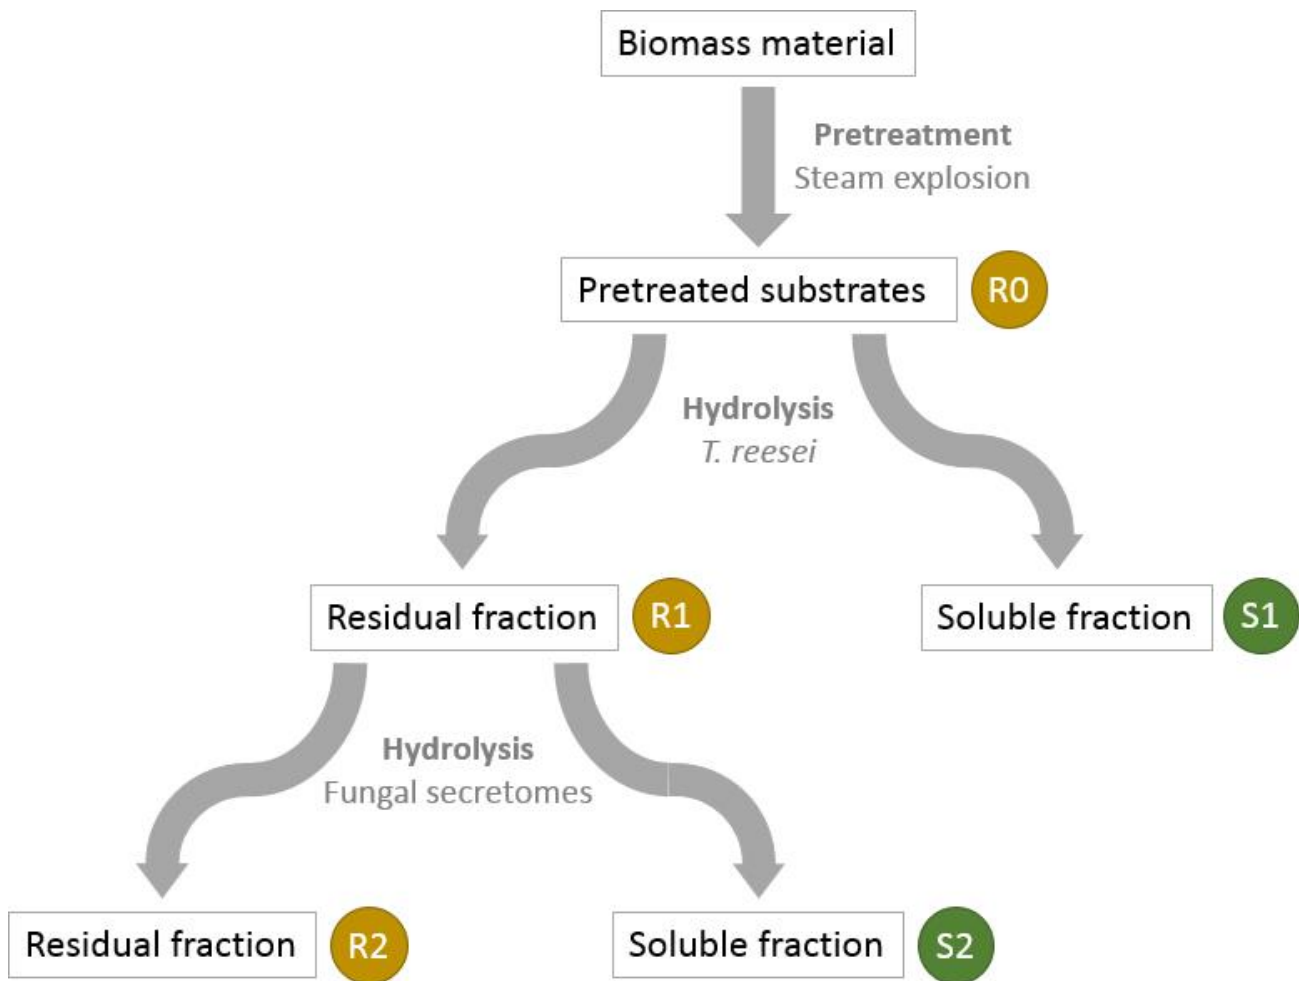 Biomass material
Pretreatment
Steam explosion
Pretreated substrates
R0
Hydrolysis
T. reesei
Residual fraction
R1
Soluble fraction
S1
Hydrolysis
Fungal secretomes
Residual fraction
R2
Soluble fraction
S2